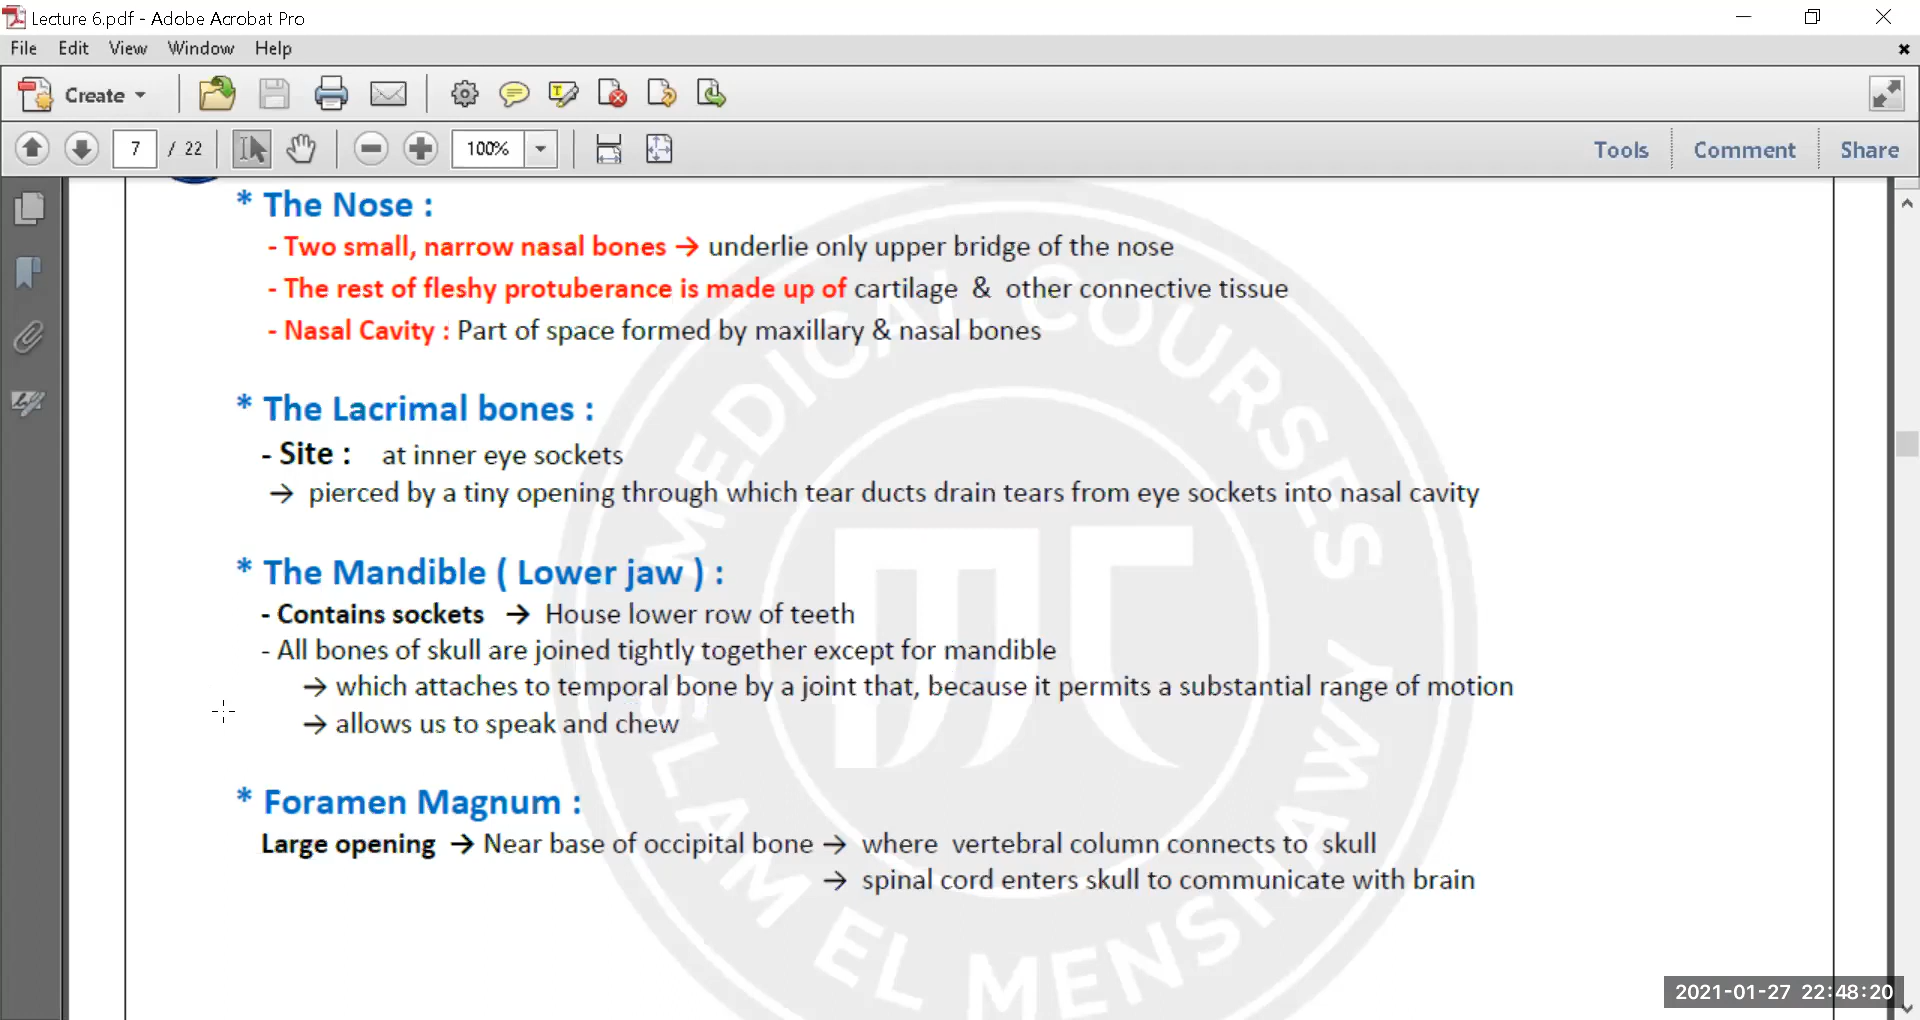 Lecture 6.pdf - Adobe Acrobat Pro
File Edit View Window Help
Create
7 / 22 100% Tools Comment Share
* The Nose :
- Two small, narrow nasal bones → underlie only upper bridge of the nose
- The rest of fleshy protuberance is made up of cartilage & other connective tissue
- Nasal Cavity : Part of space formed by maxillary & nasal bones
* The Lacrimal bones :
- Site : at inner eye sockets
→ pierced by a tiny opening through which tear ducts drain tears from eye sockets into nasal cavity
* The Mandible ( Lower jaw ) :
- Contains sockets → House lower row of teeth
- All bones of skull are joined tightly together except for mandible
→ which attaches to temporal bone by a joint that, because it permits a substantial range of motion
→ allows us to speak and chew
* Foramen Magnum :
Large opening → Near base of occipital bone → where vertebral column connects to skull
→ spinal cord enters skull to communicate with brain
MEDICAL COURSES
MC
EL MENSHAWY
2021-01-27 22:48:20